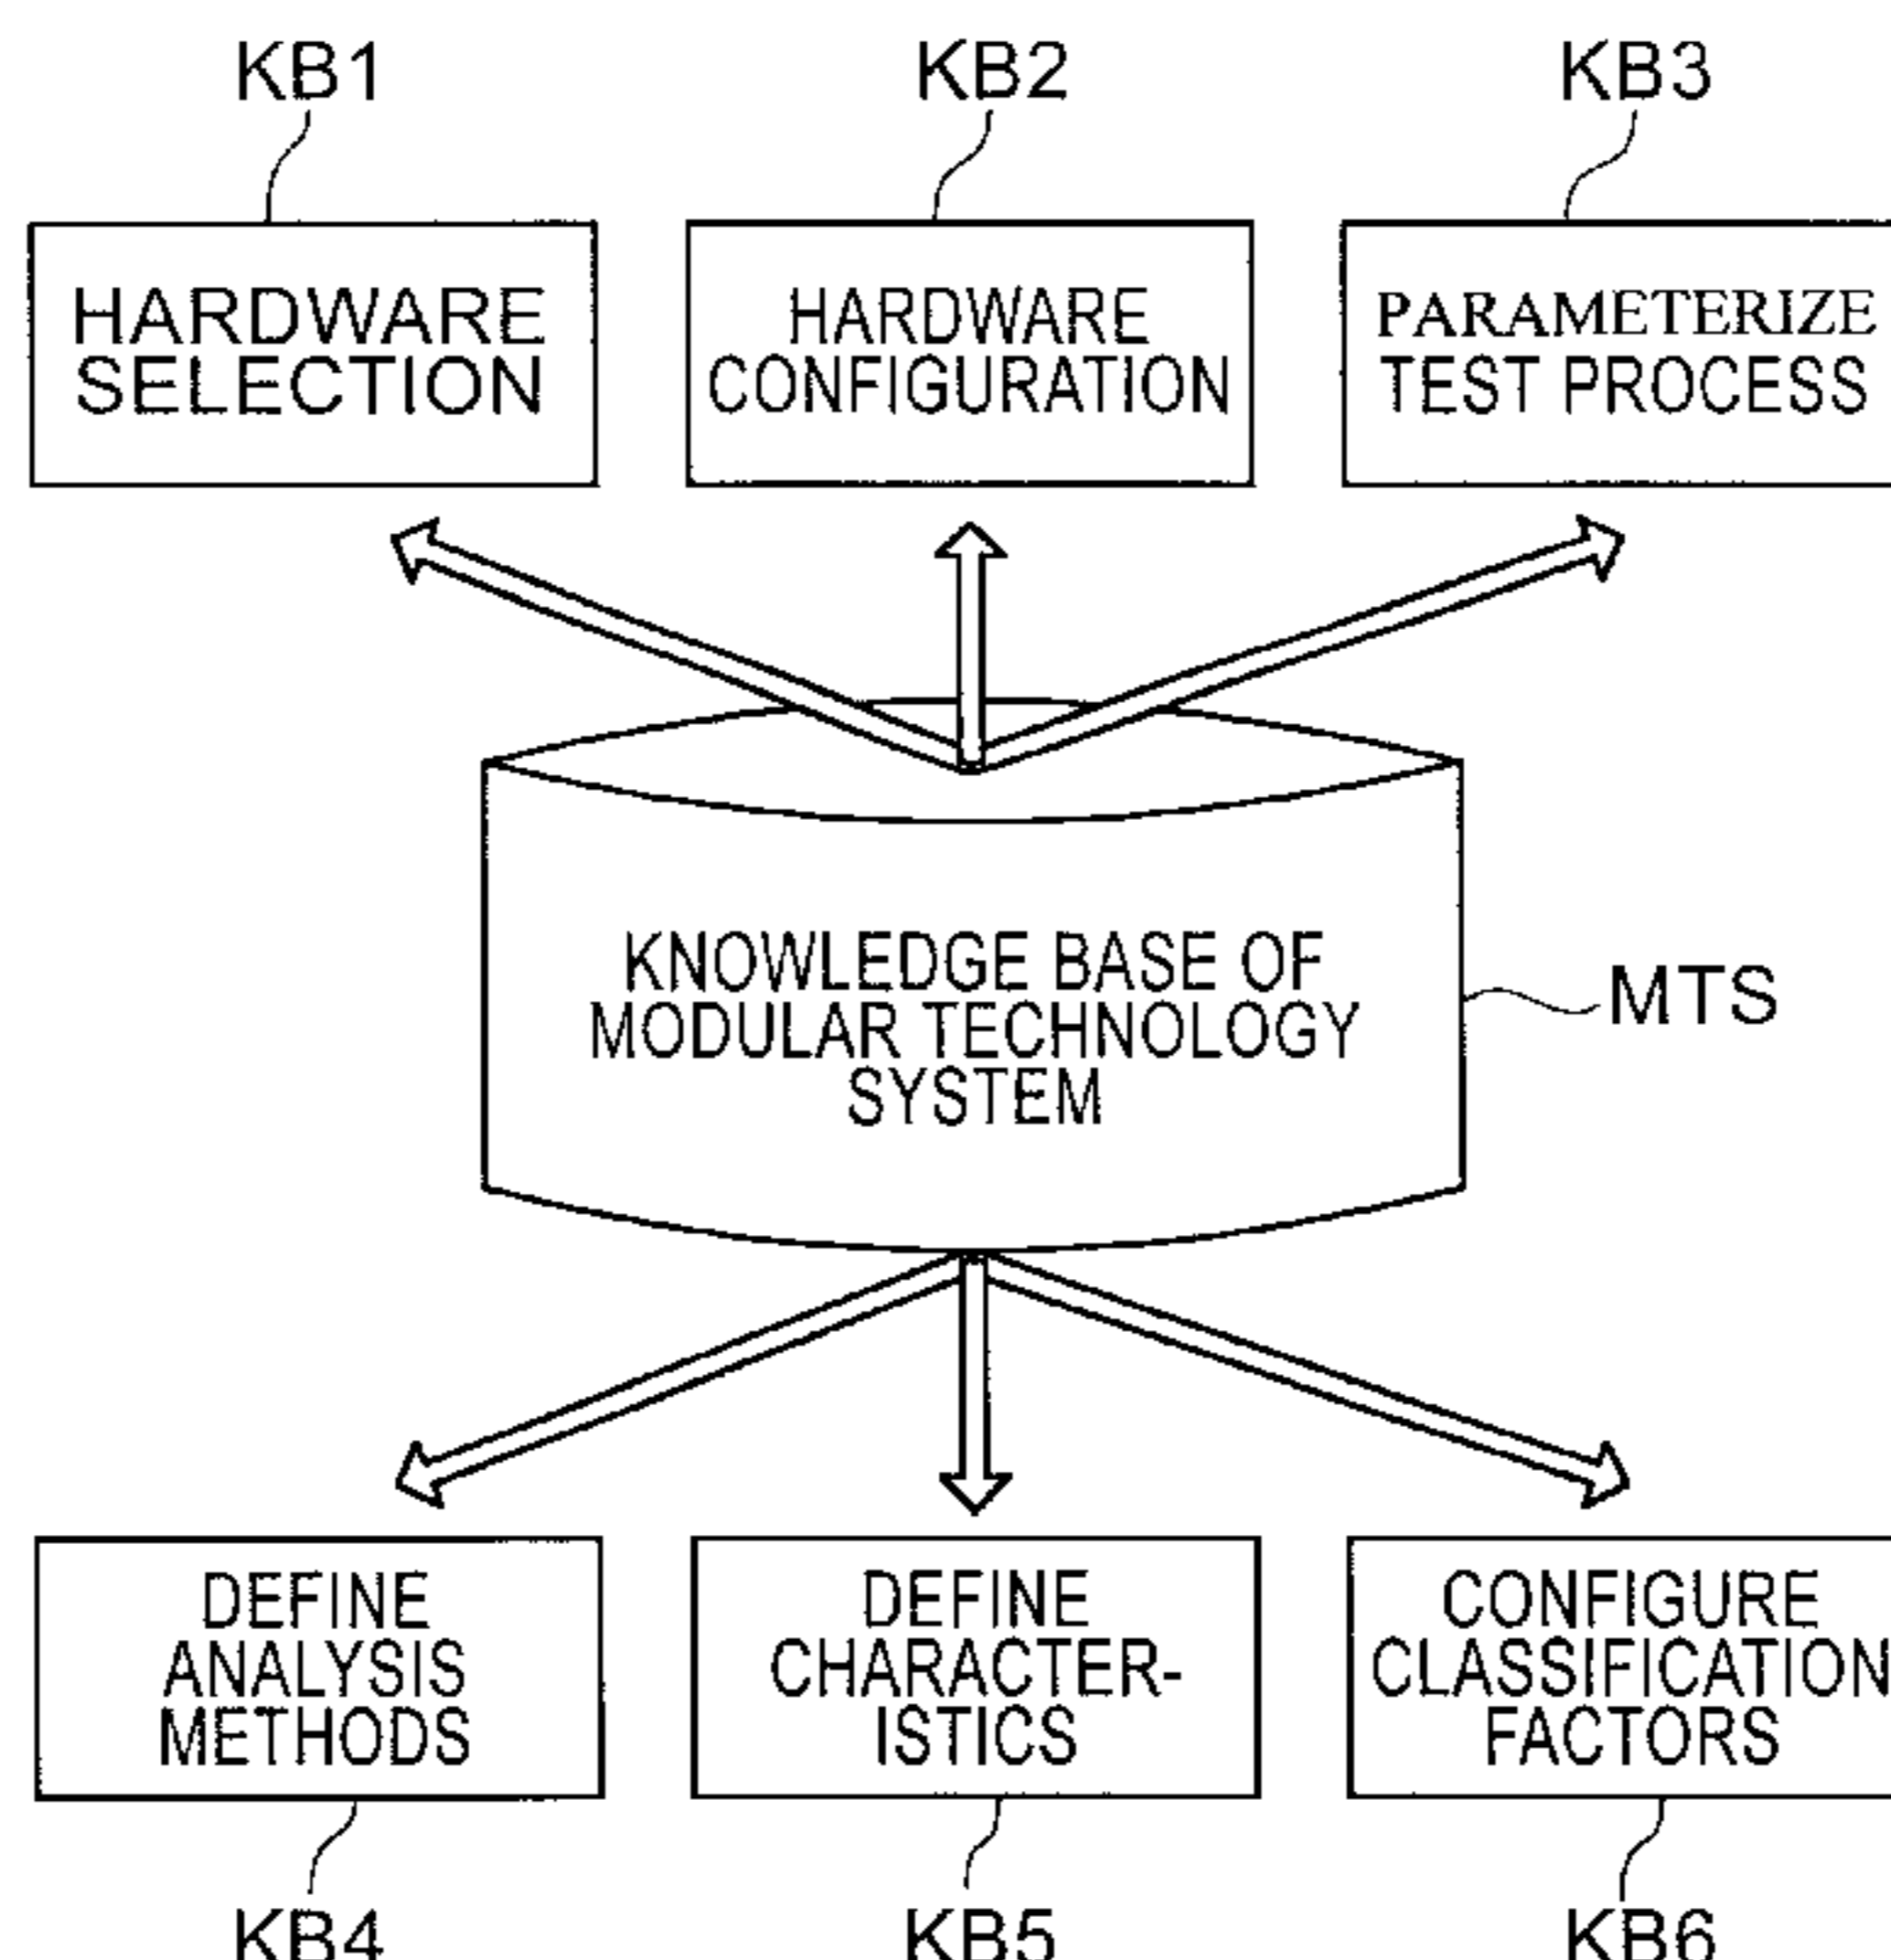 KB1
KB2
KB3
HARDWARE
SELECTION
HARDWARE
CONFIGURATION
PARAMETERIZE
TEST PROCESS
KNOWLEDGE BASE OF
MODULAR TECHNOLOGY
SYSTEM
MTS
DEFINE
ANALYSIS
METHODS
DEFINE
CHARACTER-
ISTICS
CONFIGURE
CLASSIFICATION
FACTORS
KB4
KB5
KB6